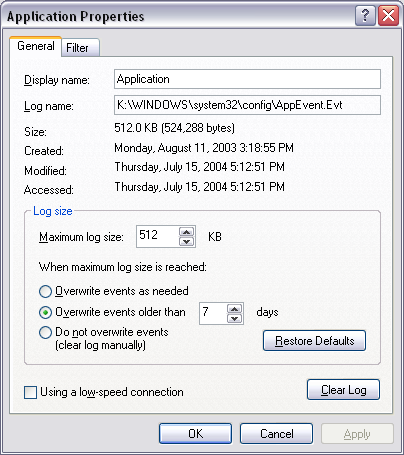 Application Properties
General
Filter
Display name: Application
Log name: K:\WINDOWS\system32\config\AppEvent.Evt
Size: 512.0 KB (524,288 bytes)
Created: Monday, August 11, 2003 3:18:55 PM
Modified: Thursday, July 15, 2004 5:12:51 PM
Accessed: Thursday, July 15, 2004 5:12:51 PM
Log size
Maximum log size: 512 KB
When maximum log size is reached:
Overwrite events as needed
Overwrite events older than 7 days
Do not overwrite events
(clear log manually)
Restore Defaults
Using a low-speed connection
Clear Log
OK Cancel Apply